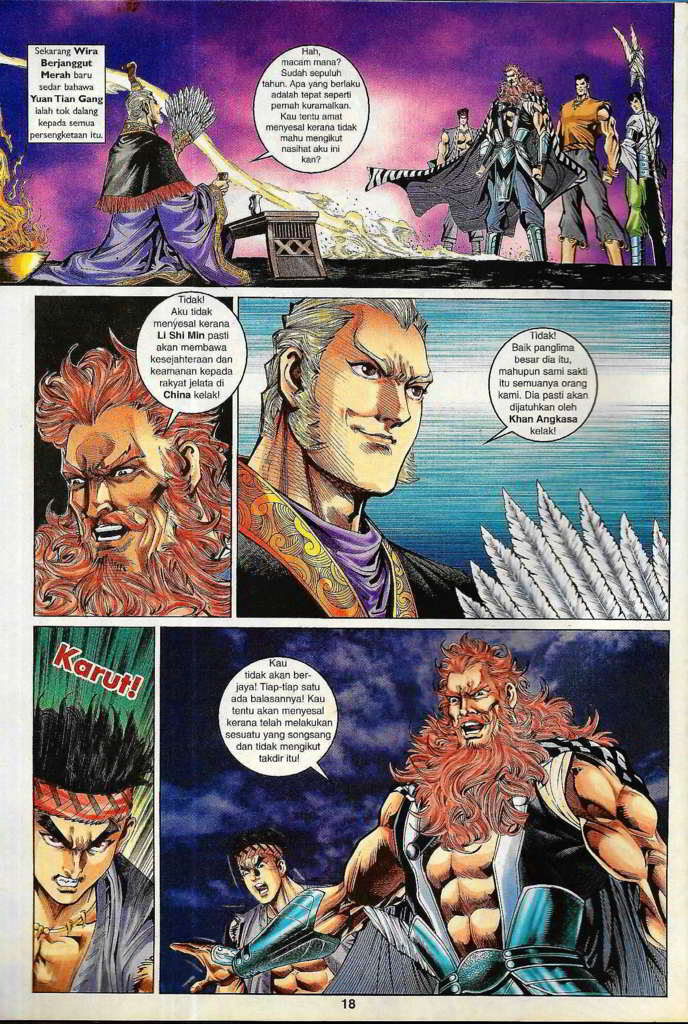 Sekarang Wira
Berjanggut
Merah baru
sedar bahawa
Yuan Tian Gang
ialah tok dalang
kepada semua
persengketaan itu.
Hah,
macam mana?
Sudah sepuluh
tahun. Apa yang berlaku
adalah tepat seperti
pernah kuramalkan.
Kau tentu amat
menyesal kerana tidak
mahu mengikut
nasihat aku ini
kan?
Tidak!
Aku tidak
menyesal kerana
Li Shi Min pasti
akan membawa
kesejahteraan dan
keamanan kepada
rakyat jelata di
China kelak!
Tidak!
Baik panglima
besar dia itu,
mahupun sami sakti
itu semuanya orang
kami. Dia pasti akan
dijatuhkan oleh
Khan Angkasa
kelak!
Karut!
Kau
tidak akan ber-
jaya! Tiap-tiap satu
ada balasannya! Kau
tentu akan menyesal
kerana telah melakukan
sesuatu yang songsang
dan tidak mengikut
takdir itu!
18